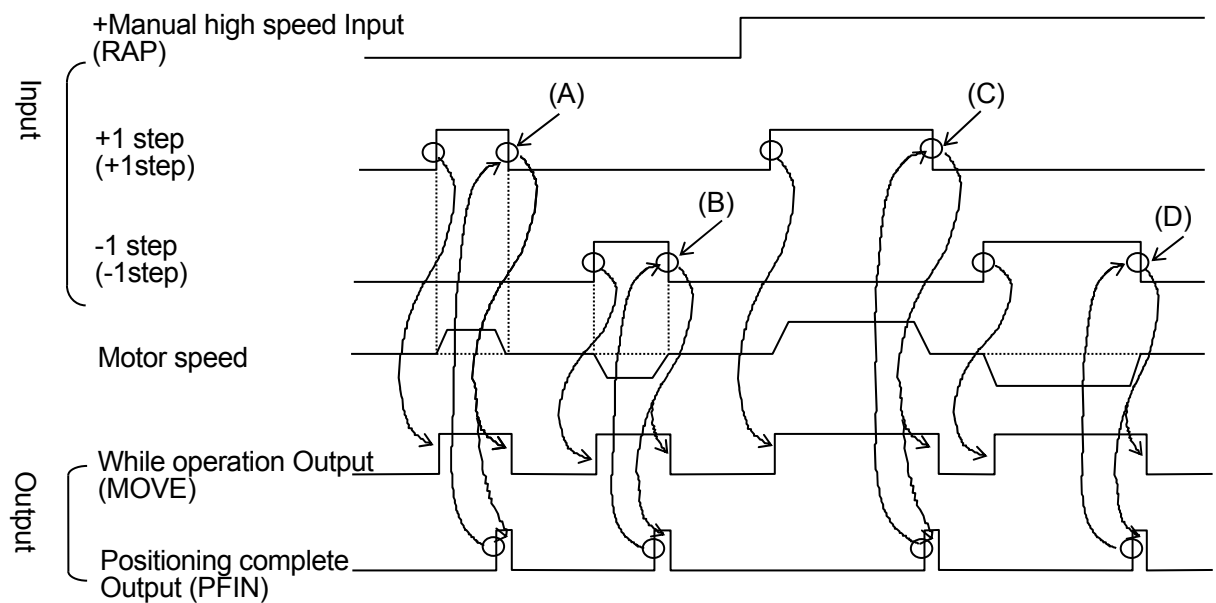 +Manual high speed Input
(RAP)
Input
(A)
(C)
+1 step
(+1step)
(B)
(D)
-1 step
(-1step)
Motor speed
While operation Output
(MOVE)
Output
Positioning complete
Output (PFIN)